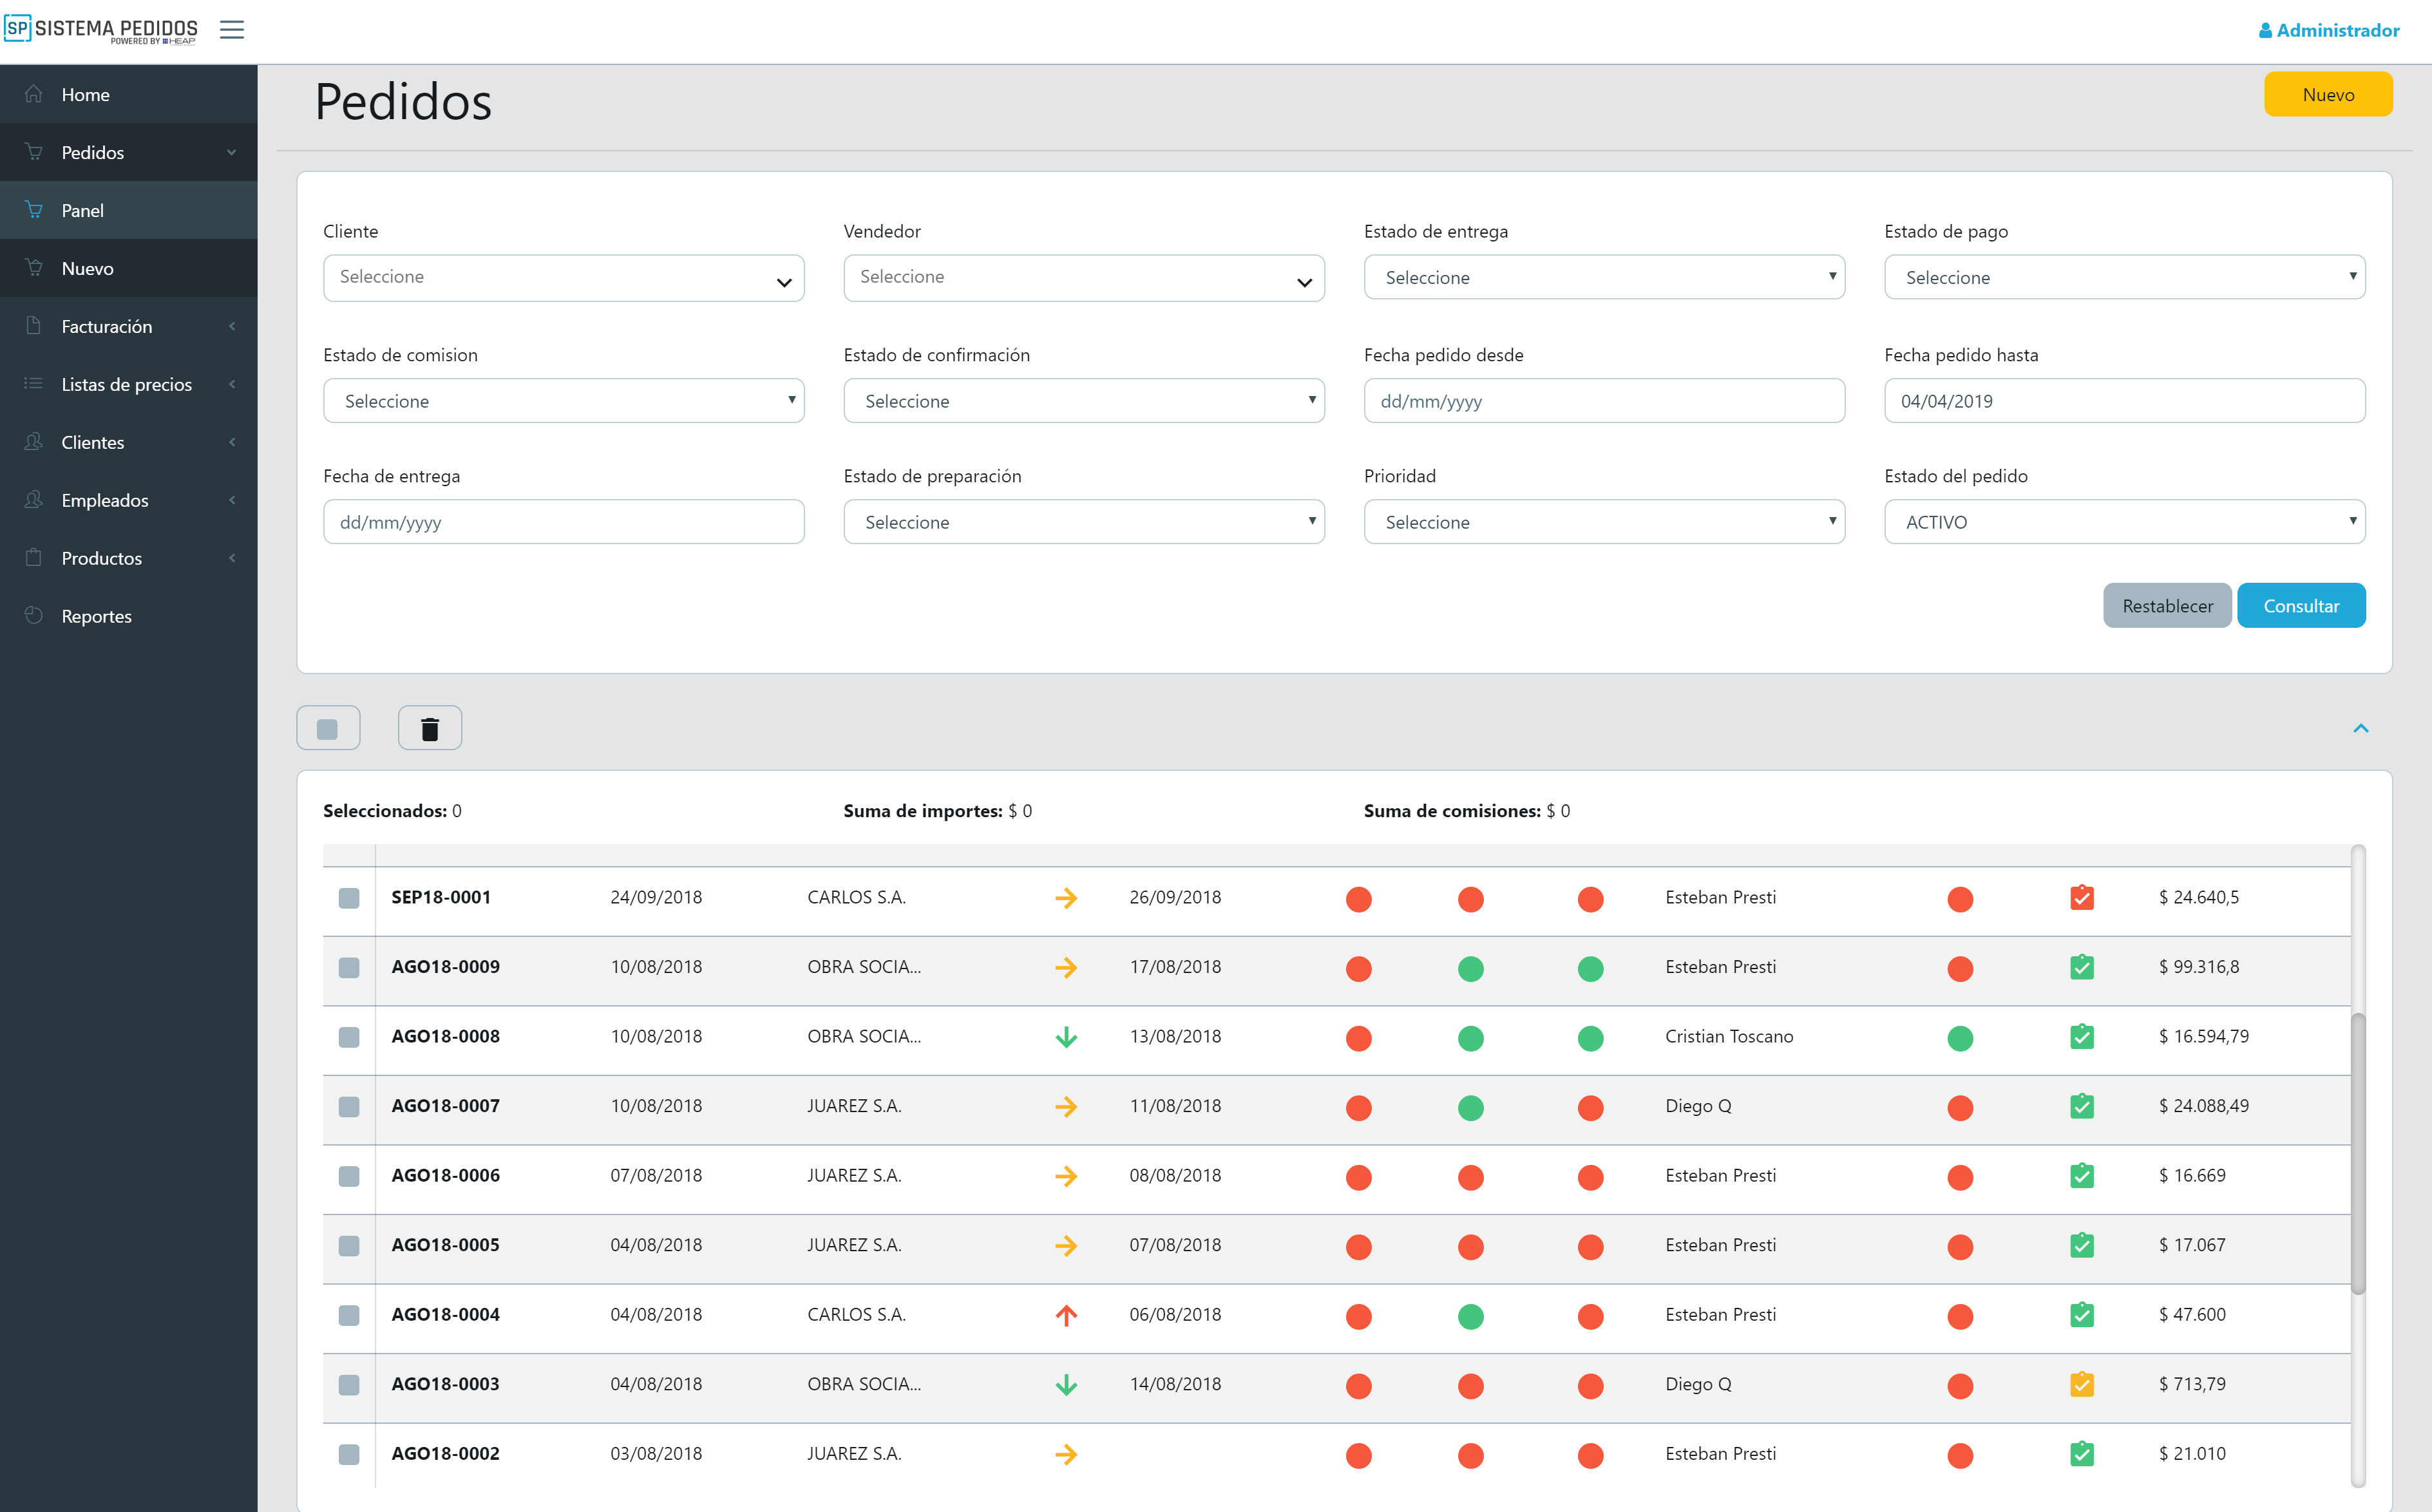 SP SISTEMA PEDIDOS
POWERED BY HEAP
Administrador
Home
Pedidos
Panel
Nuevo
Facturación
Listas de precios
Clientes
Empleados
Productos
Reportes
Pedidos
Nuevo
Cliente Vendedor Estado de entrega Estado de pago
Seleccione Seleccione Seleccione Seleccione
Estado de comision Estado de confirmación Fecha pedido desde Fecha pedido hasta
Seleccione Seleccione dd/mm/yyyy 04/04/2019
Fecha de entrega Estado de preparación Prioridad Estado del pedido
dd/mm/yyyy Seleccione Seleccione ACTIVO
Restablecer Consultar
Seleccionados: 0 Suma de importes: $ 0 Suma de comisiones: $ 0
SEP18-0001 24/09/2018 CARLOS S.A. 26/09/2018 Esteban Presti $ 24.640,5
AGO18-0009 10/08/2018 OBRA SOCIA... 17/08/2018 Esteban Presti $ 99.316,8
AGO18-0008 10/08/2018 OBRA SOCIA... 13/08/2018 Cristian Toscano $ 16.594,79
AGO18-0007 10/08/2018 JUAREZ S.A. 11/08/2018 Diego Q $ 24.088,49
AGO18-0006 07/08/2018 JUAREZ S.A. 08/08/2018 Esteban Presti $ 16.669
AGO18-0005 04/08/2018 JUAREZ S.A. 07/08/2018 Esteban Presti $ 17.067
AGO18-0004 04/08/2018 CARLOS S.A. 06/08/2018 Esteban Presti $ 47.600
AGO18-0003 04/08/2018 OBRA SOCIA... 14/08/2018 Diego Q $ 713,79
AGO18-0002 03/08/2018 JUAREZ S.A. Esteban Presti $ 21.010